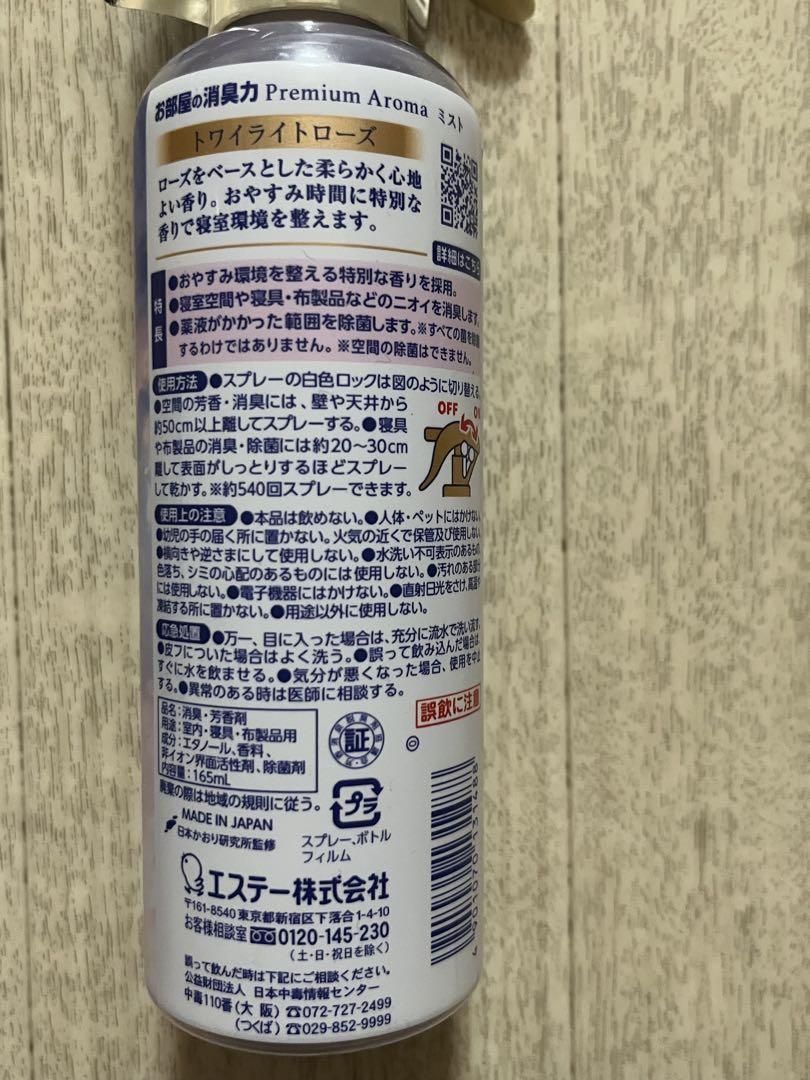 お部屋の消臭力 Premium Aroma ミスト
トワイライトローズ
ローズをベースとした柔らかく心地
よい香り。おやすみ時間に特別な
香りで寝室環境を整えます。
詳細はこちら
特長
●おやすみ環境を整える特別な香りを採用。
●寝室空間や寝具・布製品などのニオイを消臭します。
●薬液がかかった範囲を除菌します。※すべての菌を除菌
するわけではありません。※空間の除菌はできません。
使用方法 ●スプレーの白色ロックは図のように切り替える。
●空間の芳香・消臭には、壁や天井から
約50cm以上離してスプレーする。●寝具
や布製品の消臭・除菌には約20〜30cm
離して表面がしっとりするほどスプレー
して乾かす。※約540回スプレーできます。
OFF
使用上の注意 ●本品は飲めない。●人体・ペットにはかけない。
●幼児の手の届く所に置かない。火気の近くで保管及び使用しない。
●横向きや逆さまにして使用しない。●水洗い不可表示のあるもの、
色落ち、シミの心配のあるものには使用しない。●汚れのある部分
には使用しない。●電子機器にはかけない。●直射日光をさけ、高温や
凍結する所に置かない。●用途以外に使用しない。
応急処置 ●万一、目に入った場合は、充分に流水で洗い流す。
●皮フについた場合はよく洗う。●誤って飲み込んだ場合は、
すぐに水を飲ませる。●気分が悪くなった場合、使用を中止
する。●異常のある時は医師に相談する。
誤飲に注意
品名:消臭・芳香剤
用途:室内・寝具・布製品用
成分:エタノール、香料、
非イオン界面活性剤、除菌剤
内容量:165mL
証
廃棄の際は地域の規則に従う。
プラ
MADE IN JAPAN
日本かおり研究所監修
スプレー、ボトル
フィルム
エステー株式会社
〒161-8540 東京都新宿区下落合1-4-10
お客様相談室 0120-145-230
(土・日・祝日を除く)
誤って飲んだ時は下記にご相談ください。
公益財団法人 日本中毒情報センター
中毒110番(大 阪) ☎072-727-2499
(つくば) ☎029-852-9999